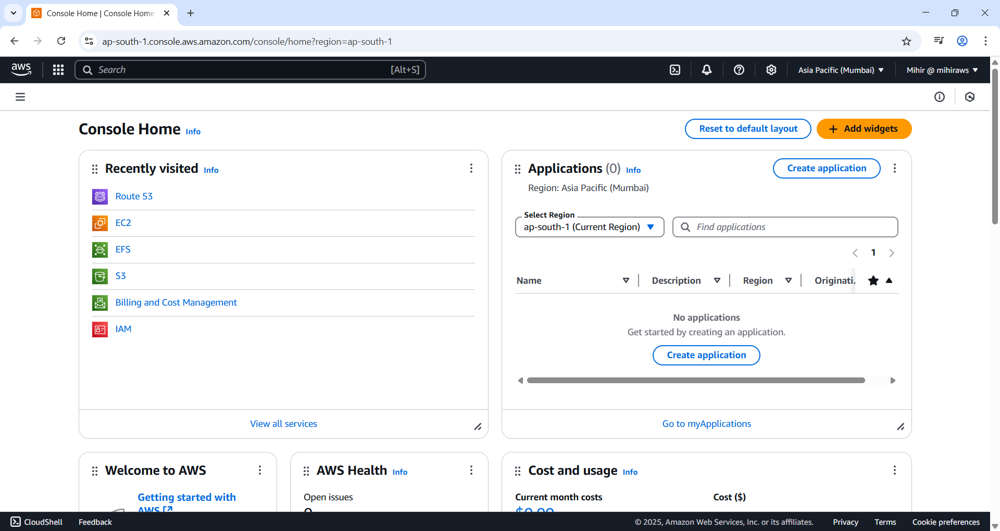 Console Home | Console Home
ap-south-1.console.aws.amazon.com/console/home?region=ap-south-1
aws
Search
[Alt+S]
Asia Pacific (Mumbai)
Mihir @ mihiraws
Console Home Info
Reset to default layout
+ Add widgets
Recently visited Info
Route 53
EC2
EFS
S3
Billing and Cost Management
IAM
View all services
Applications (0) Info
Create application
Region: Asia Pacific (Mumbai)
Select Region
ap-south-1 (Current Region)
Find applications
1
Name Description Region Originati.
No applications
Get started by creating an application.
Create application
Go to myApplications
Welcome to AWS
Getting started with
AWS
AWS Health Info
Open issues
0
Cost and usage Info
Current month costs
$0.00
Cost ($)
CloudShell
Feedback
© 2025, Amazon Web Services, Inc. or its affiliates.
Privacy
Terms
Cookie preferences